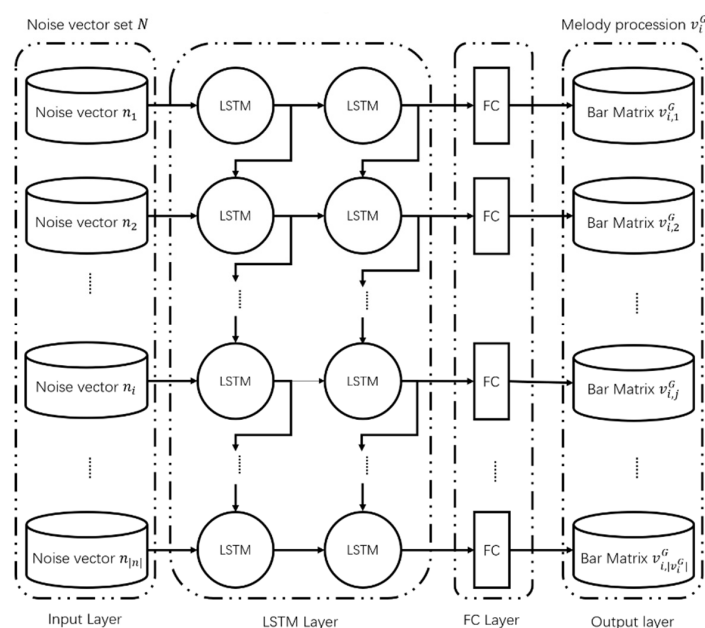 Noise vector set N
Melody procession v_i^G
Noise vector n_1
LSTM
LSTM
FC
Bar Matrix v_{i,1}^G
Noise vector n_2
LSTM
LSTM
FC
Bar Matrix v_{i,2}^G
Noise vector n_i
LSTM
LSTM
FC
Bar Matrix v_{i,j}^G
Noise vector n_{|n|}
LSTM
LSTM
FC
Bar Matrix v_{i,|v_i^G|}^G
Input Layer
LSTM Layer
FC Layer
Output layer